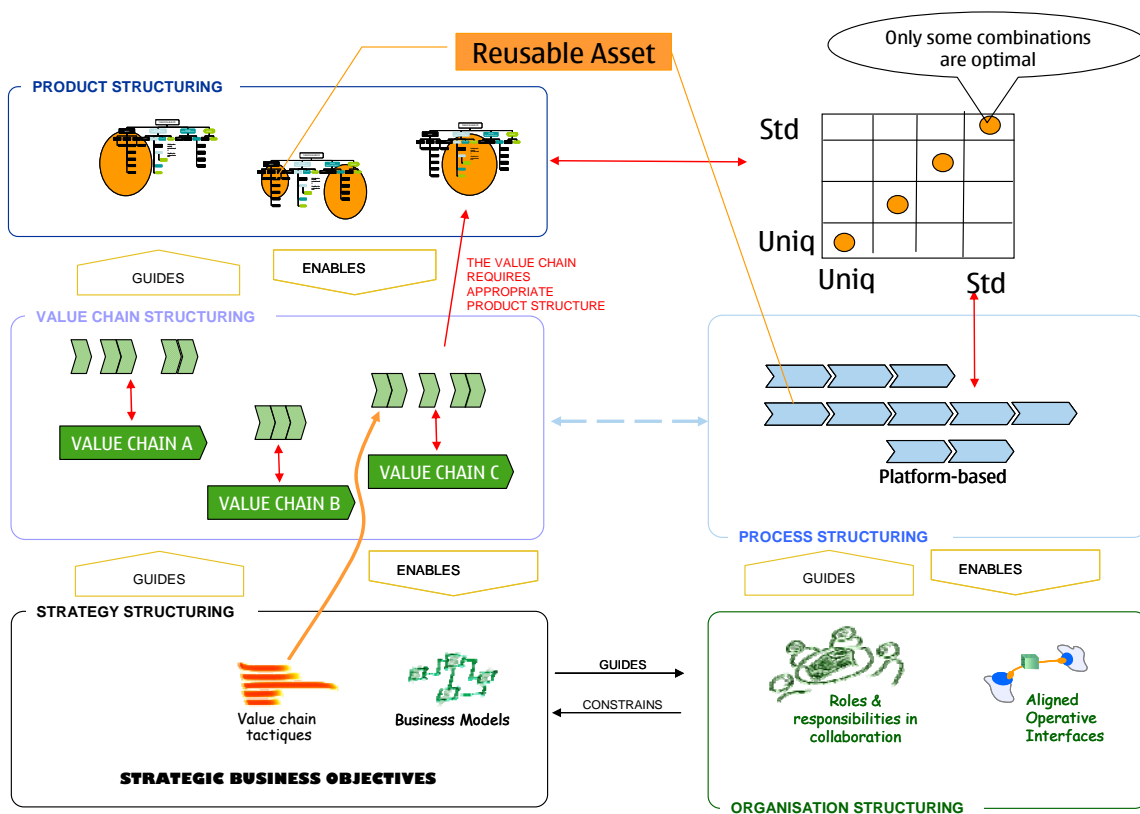 Reusable Asset
Only some combinations
are optimal
PRODUCT STRUCTURING
Std
Uniq
Uniq
Std
GUIDES
ENABLES
THE VALUE CHAIN
REQUIRES
APPROPRIATE
PRODUCT STRUCTURE
VALUE CHAIN STRUCTURING
VALUE CHAIN A
VALUE CHAIN B
VALUE CHAIN C
Platform-based
PROCESS STRUCTURING
GUIDES
ENABLES
GUIDES
ENABLES
STRATEGY STRUCTURING
Value chain
tactiques
Business Models
STRATEGIC BUSINESS OBJECTIVES
GUIDES
CONSTRAINS
Roles &
responsibilities in
collaboration
Aligned
Operative
Interfaces
ORGANISATION STRUCTURING